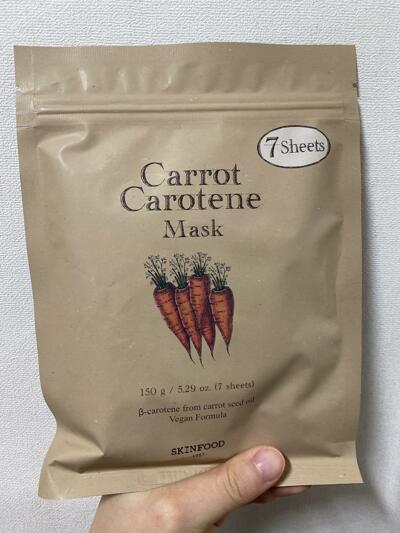 7 Sheets
Carrot
Carotene
Mask
150 g / 5.29 oz. (7 sheets)
β-carotene from carrot seed oil
Vegan Formula
SKINFOOD
1957